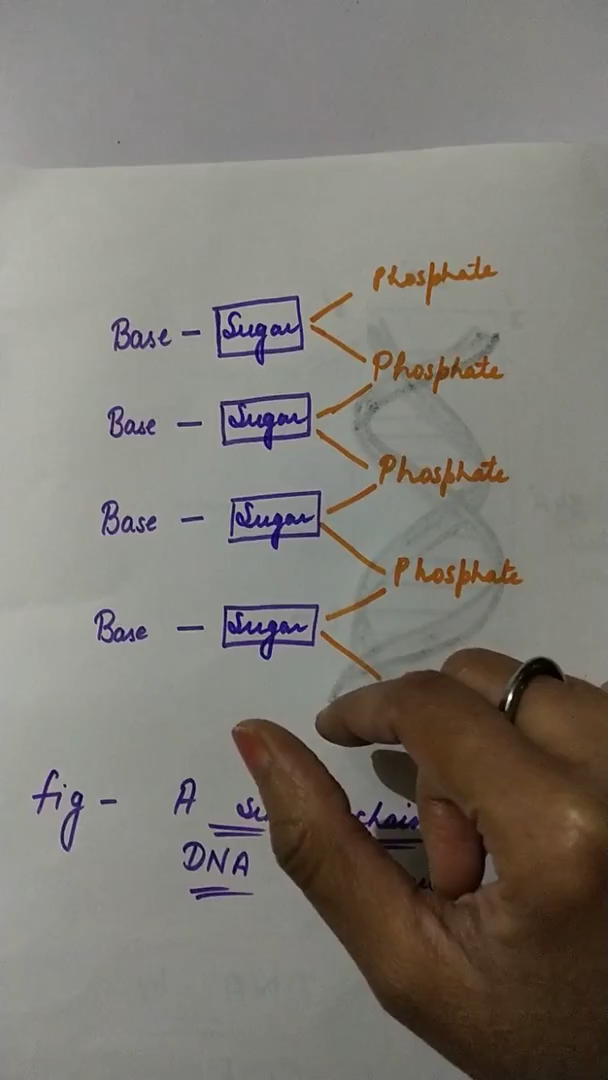 Phosphate
Base - Sugar
Phosphate
Base - Sugar
Phosphate
Base - Sugar
Phosphate
Base - Sugar
fig - A
DNA